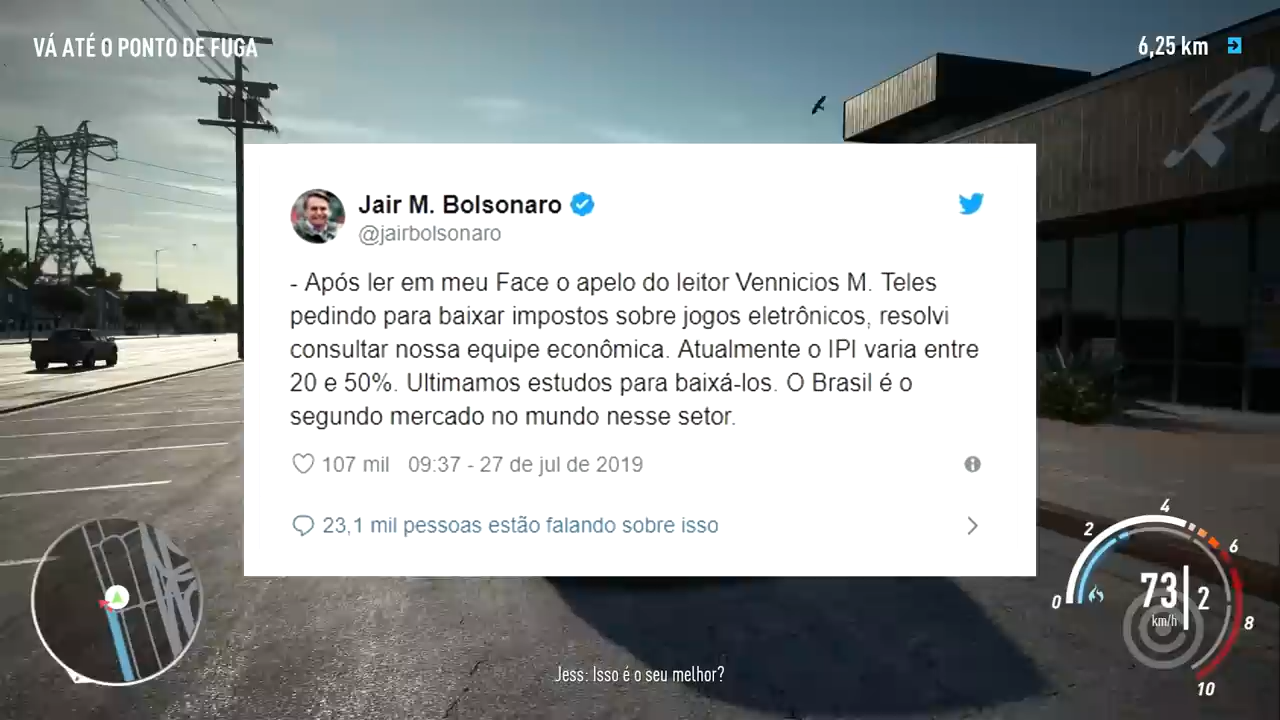 VÁ ATÉ O PONTO DE FUGA
6,25 km
Jair M. Bolsonaro
@jairbolsonaro
- Após ler em meu Face o apelo do leitor Vennicios M. Teles
pedindo para baixar impostos sobre jogos eletrônicos, resolvi
consultar nossa equipe econômica. Atualmente o IPI varia entre
20 e 50%. Ultimamos estudos para baixá-los. O Brasil é o
segundo mercado no mundo nesse setor.
107 mil 09:37 - 27 de jul de 2019
23,1 mil pessoas estão falando sobre isso
0 2 4 6 8 10
73 2
km/h
Jess: Isso é o seu melhor?